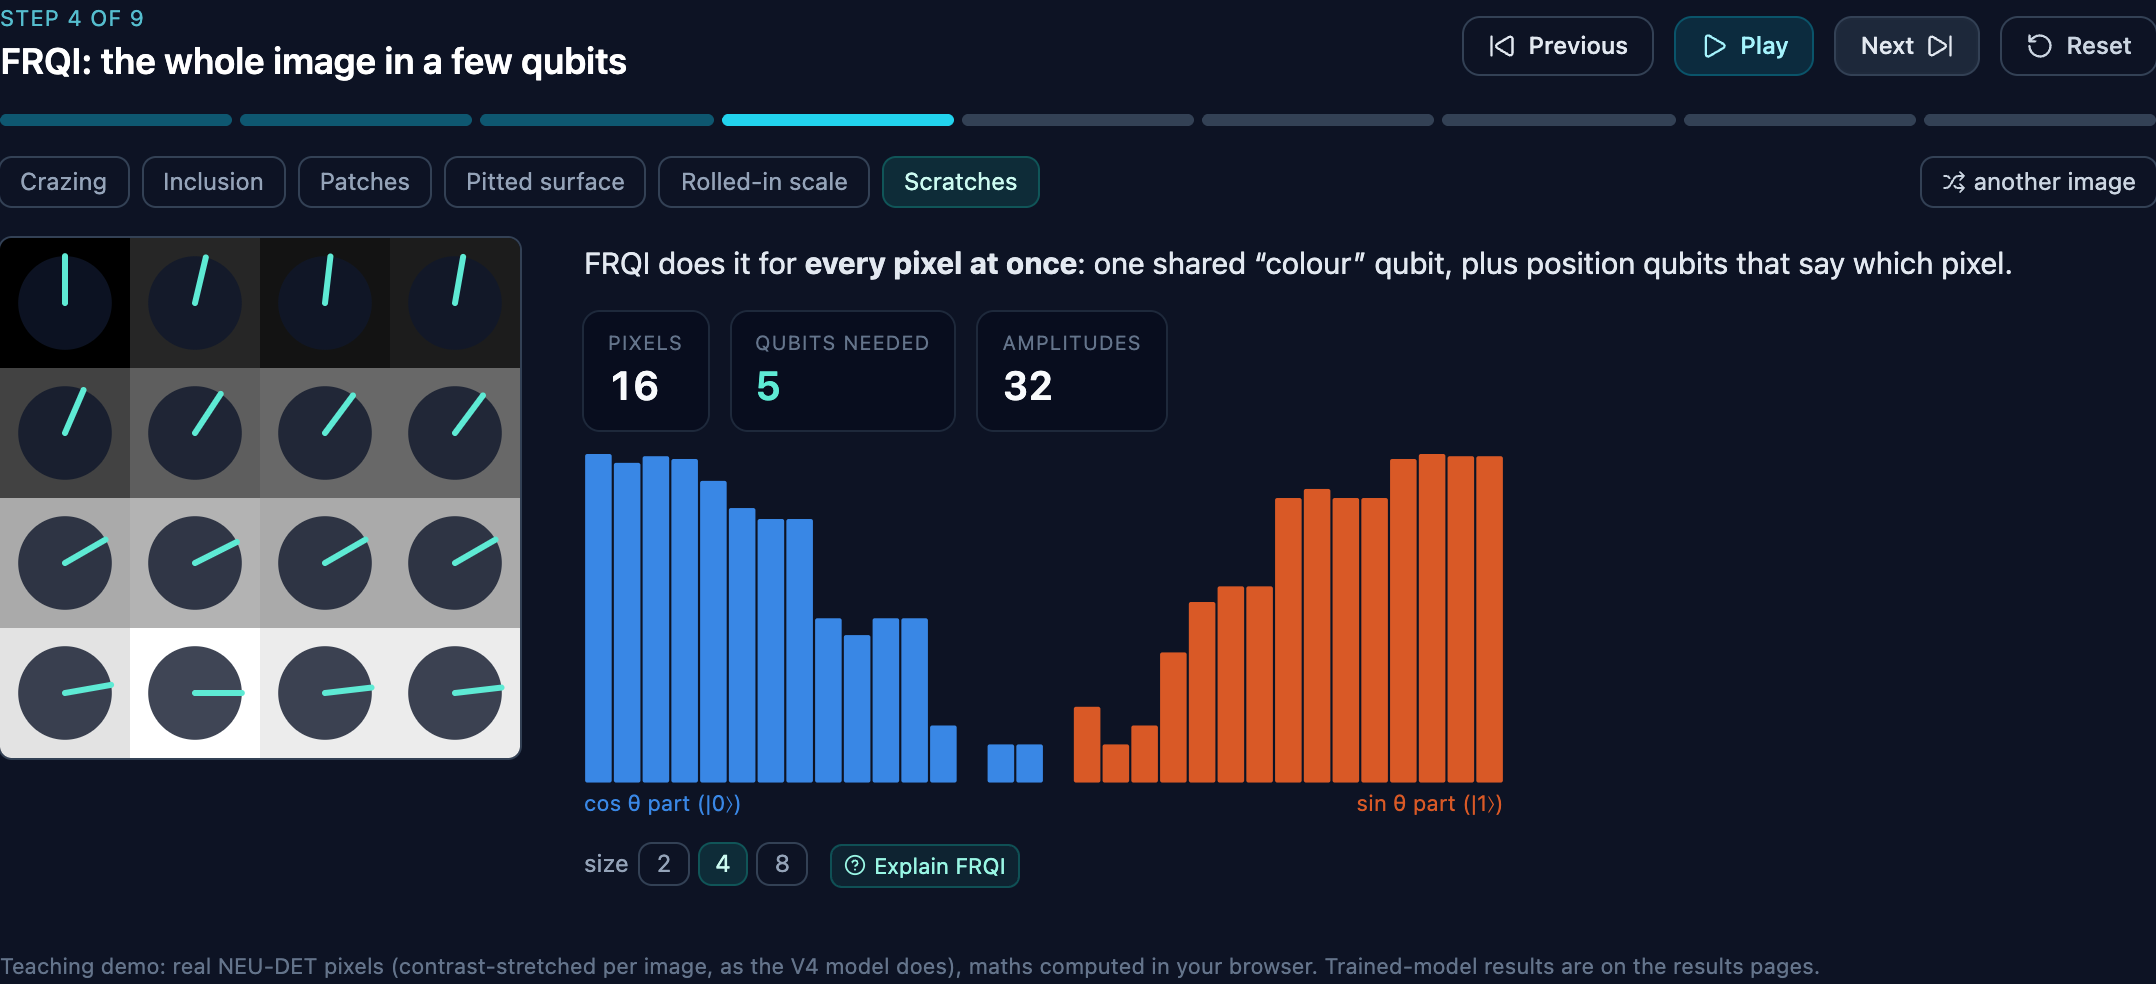 STEP 4 OF 9
FRQI: the whole image in a few qubits
Previous
Play
Next
Reset
Crazing
Inclusion
Patches
Pitted surface
Rolled-in scale
Scratches
another image
FRQI does it for every pixel at once: one shared “colour” qubit, plus position qubits that say which pixel.
PIXELS
16
QUBITS NEEDED
5
AMPLITUDES
32
cos θ part (|0⟩)
sin θ part (|1⟩)
size 2 4 8
Explain FRQI
Teaching demo: real NEU-DET pixels (contrast-stretched per image, as the V4 model does), maths computed in your browser. Trained-model results are on the results pages.